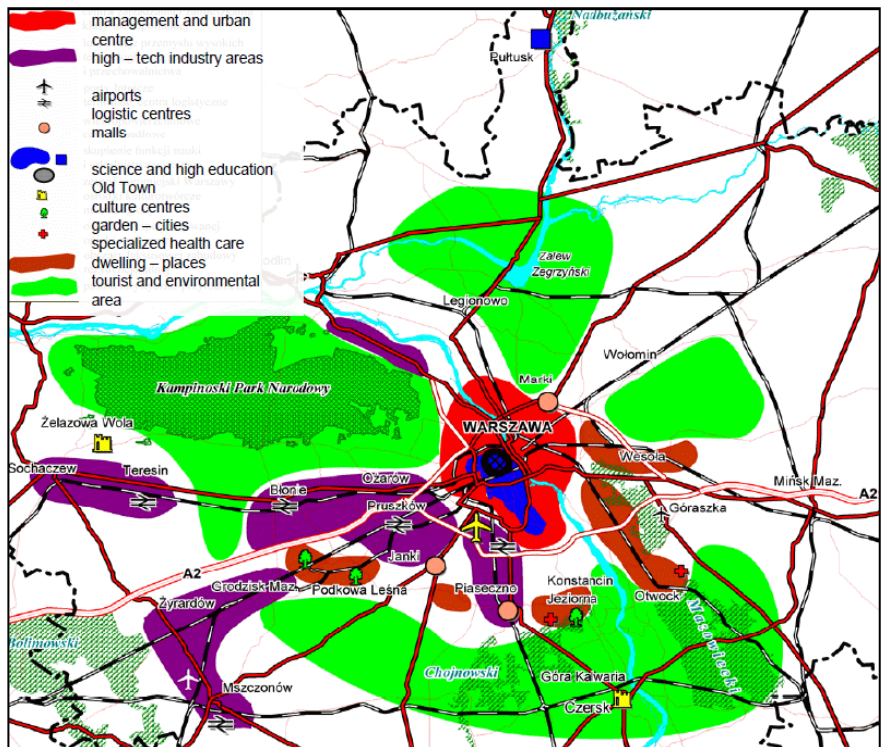 management and urban
centre
high – tech industry areas
airports
logistic centres
malls
science and high education
Old Town
culture centres
garden – cities
specialized health care
dwelling – places
tourist and environmental
area
Nadbużański
Pułtusk
Zalew
Zegrzyński
Legionowo
Wołomin
Kampinoski Park Narodowy
Marki
WARSZAWA
Żelazowa Wola
Wesoła
Sochaczew
Teresin
Ożarów
Błonie
Mińsk Maz.
A2
Pruszków
Góraszka
Janki
A2
Grodzisk Maz.
Podkowa Leśna
Piaseczno
Konstancin
Jeziorna
Otwock
Żyrardów
Bolimowski
Mazowiecki
Chojnowski
Góra Kawaria
Mszczonów
Czersk